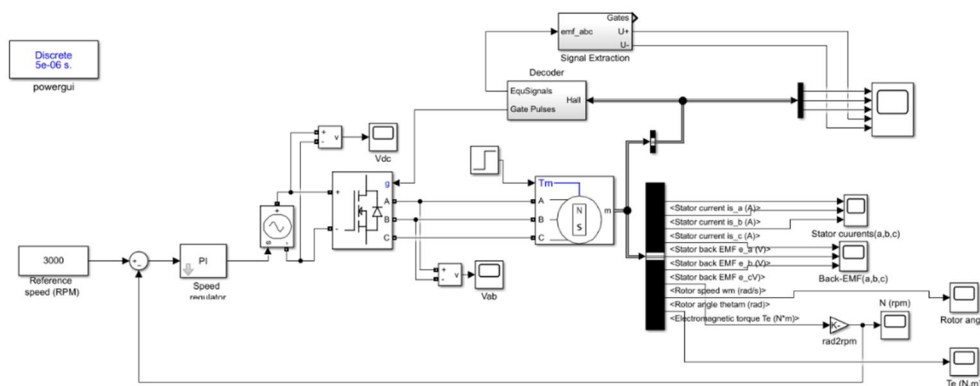 Discrete
5e-06 s.
powergui
Gates
emf_abc
U+
U-
Signal Extraction
Decoder
EquSignals
Gate Pulses
Hall
+
-
v
Vdc
g
+
-
A
B
C
Tm
A
B
C
N
S
m
+
-
v
Vab
3000
Reference
speed (RPM)
+
-
PI
Speed
regulator
+
-
<Stator current is_a (A)>
<Stator current is_b (A)>
<Stator current is_c (A)>
<Stator back EMF e_a (V)>
<Stator back EMF e_b (V)>
<Stator back EMF e_cV)>
<Rotor speed wm (rad/s)>
<Rotor angle thetam (rad)>
<Electromagnetic torque Te (N*m)>
Stator cuurents(a,b,c)
Back-EMF(a,b,c)
N (rpm)
Rotor ang
K-
rad2rpm
Te (N.m